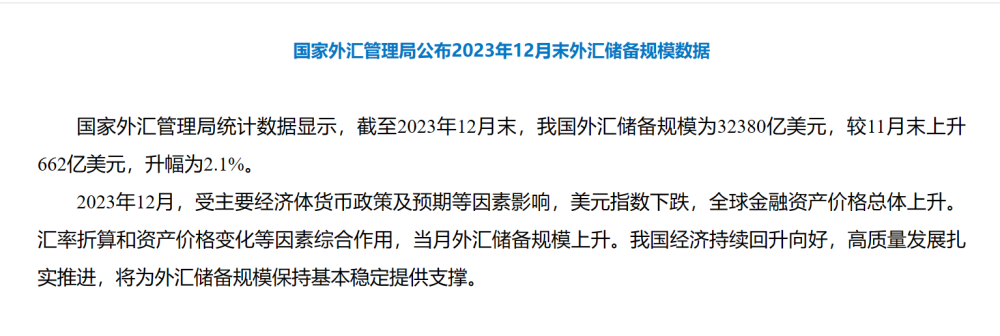 国家外汇管理局公布2023年12月末外汇储备规模数据
国家外汇管理局统计数据显示，截至2023年12月末，我国外汇储备规模为32380亿美元，较11月末上升
662亿美元，升幅为2.1%。
2023年12月，受主要经济体货币政策及预期等因素影响，美元指数下跌，全球金融资产价格总体上升。
汇率折算和资产价格变化等因素综合作用，当月外汇储备规模上升。我国经济持续回升向好，高质量发展扎
实推进，将为外汇储备规模保持基本稳定提供支撑。